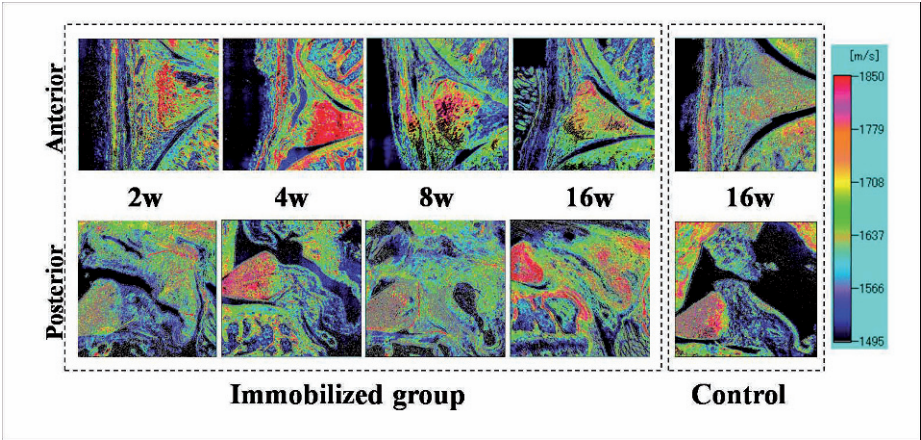 Anterior
[m/s]
1850
1779
1708
1637
1566
1495
2w 4w 8w 16w 16w
Posterior
Immobilized group Control